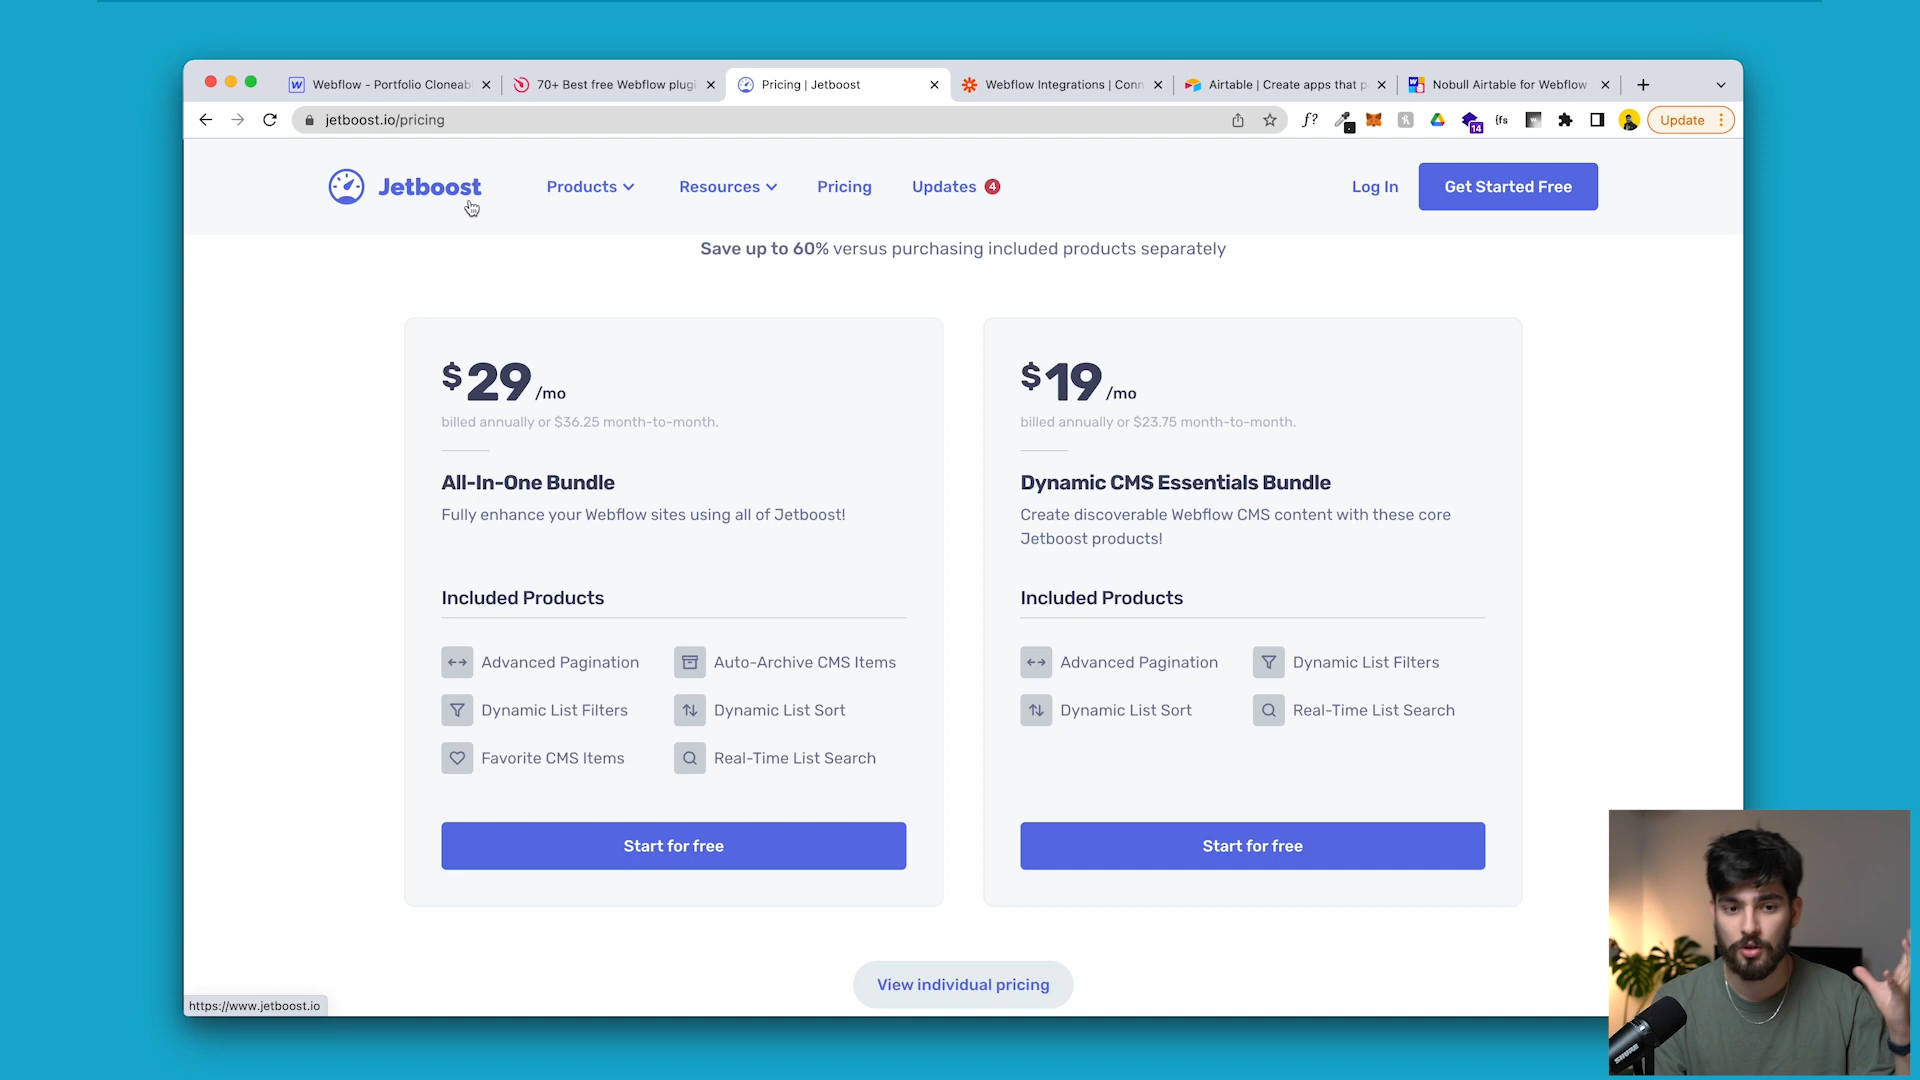 Webflow - Portfolio Cloneab
70+ Best free Webflow plugi
Pricing | Jetboost
Webflow Integrations | Conn
Airtable | Create apps that p
Nobull Airtable for Webflow
jetboost.io/pricing
f?
14
{fs
Update
Jetboost
Products
Resources
Pricing
Updates 4
Log In
Get Started Free
Save up to 60% versus purchasing included products separately
$29/mo
billed annually or $36.25 month-to-month.
All-In-One Bundle
Fully enhance your Webflow sites using all of Jetboost!
Included Products
Advanced Pagination
Auto-Archive CMS Items
Dynamic List Filters
Dynamic List Sort
Favorite CMS Items
Real-Time List Search
Start for free
$19/mo
billed annually or $23.75 month-to-month.
Dynamic CMS Essentials Bundle
Create discoverable Webflow CMS content with these core
Jetboost products!
Included Products
Advanced Pagination
Dynamic List Filters
Dynamic List Sort
Real-Time List Search
Start for free
View individual pricing
https://www.jetboost.io
SHURE